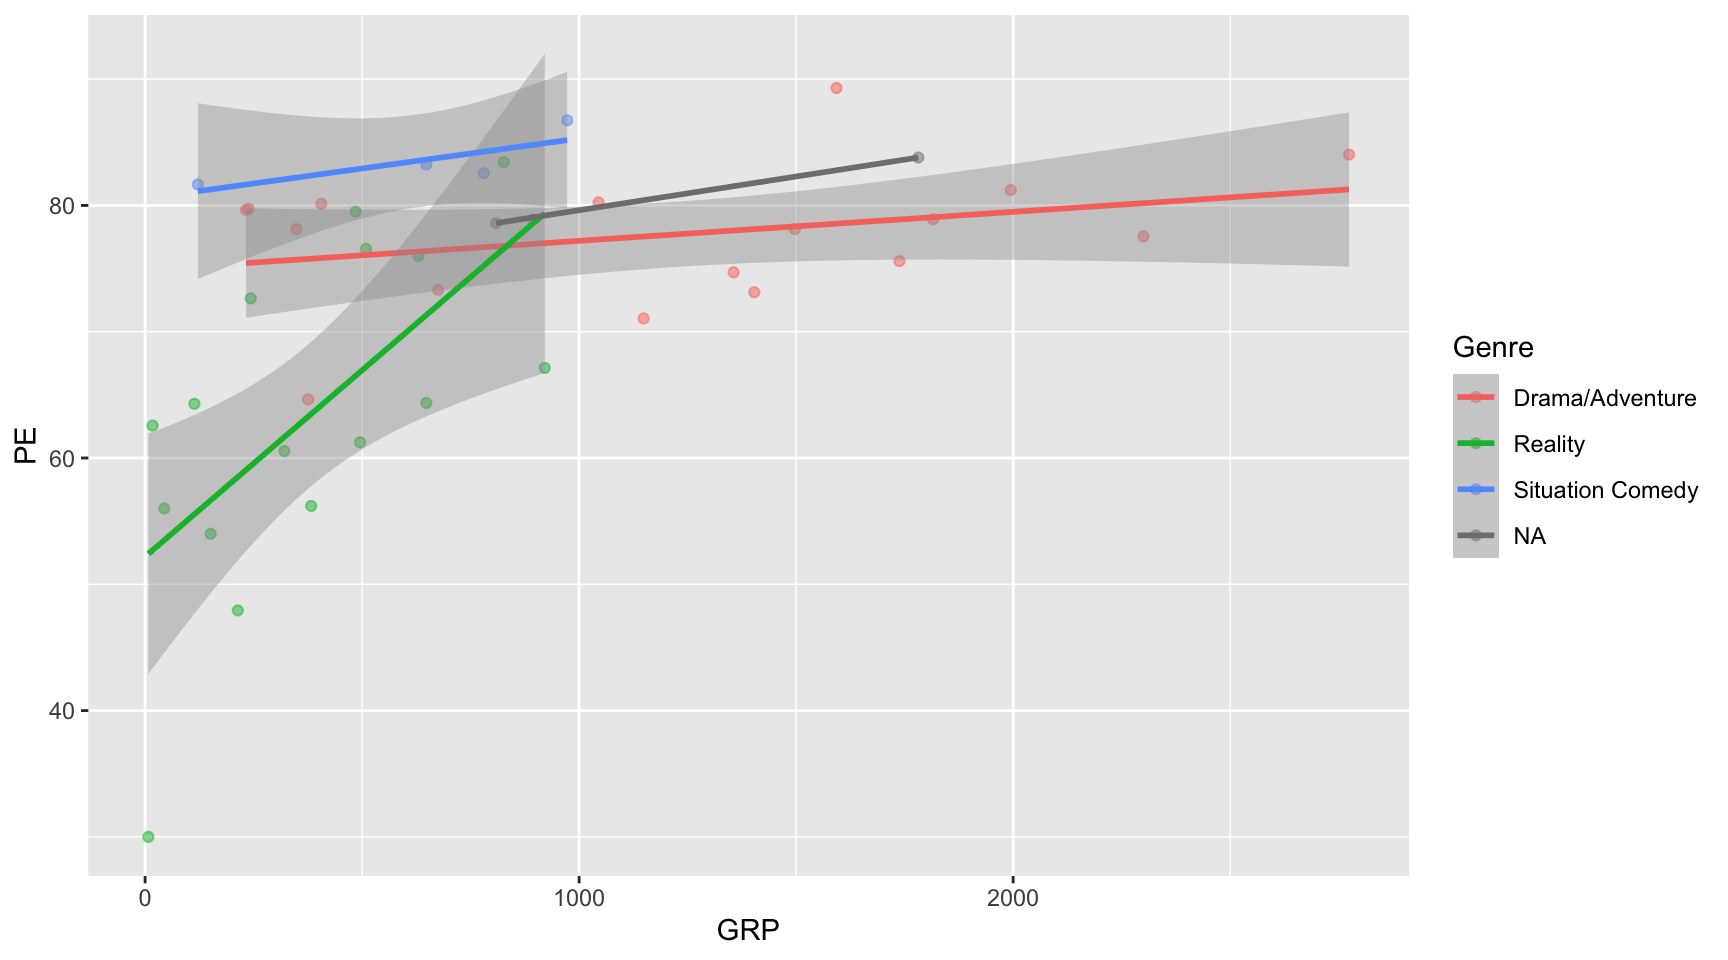 80
60
40
PE
0
1000
2000
GRP
Genre
Drama/Adventure
Reality
Situation Comedy
NA